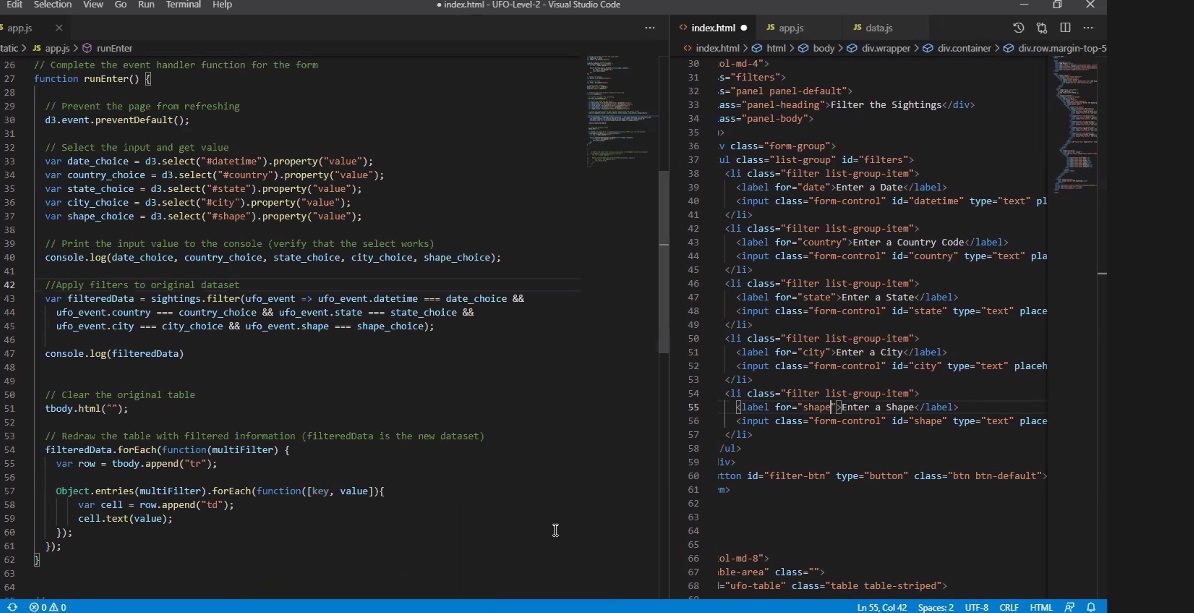 Edit Selection View Go Run Terminal Help
● index.html - UFO-Level-2 - Visual Studio Code
app.js ×
index.html ● app.js data.js
static > JS app.js > runEnter
index.html > html > body > div.wrapper > div.container > div.row.margin-top-5
26 // Complete the event handler function for the form
27 function runEnter() {
28
29 // Prevent the page from refreshing
30 d3.event.preventDefault();
31
32 // Select the input and get value
33 var date_choice = d3.select("#datetime").property("value");
34 var country_choice = d3.select("#country").property("value");
35 var state_choice = d3.select("#state").property("value");
36 var city_choice = d3.select("#city").property("value");
37 var shape_choice = d3.select("#shape").property("value");
38
39 // Print the input value to the console (verify that the select works)
40 console.log(date_choice, country_choice, state_choice, city_choice, shape_choice);
41
42 //Apply filters to original dataset
43 var filteredData = sightings.filter(ufo_event => ufo_event.datetime === date_choice &&
44 ufo_event.country === country_choice && ufo_event.state === state_choice &&
45 ufo_event.city === city_choice && ufo_event.shape === shape_choice);
46
47 console.log(filteredData)
48
49
50 // Clear the original table
51 tbody.html("");
52
53 // Redraw the table with filtered information (filteredData is the new dataset)
54 filteredData.forEach(function(multiFilter) {
55 var row = tbody.append("tr");
56
57 Object.entries(multiFilter).forEach(function([key, value]){
58 var cell = row.append("td");
59 cell.text(value);
60 });
61 });
62 }
63
64
30 ol-md-4">
31 s="filters">
32 s="panel panel-default">
33 ass="panel-heading">Filter the Sightings</div>
34 ass="panel-body">
35 >
36 v class="form-group">
37 ul class="list-group" id="filters">
38 <li class="filter list-group-item">
39 <label for="date">Enter a Date</label>
40 <input class="form-control" id="datetime" type="text" pl
41 </li>
42 <li class="filter list-group-item">
43 <label for="country">Enter a Country Code</label>
44 <input class="form-control" id="country" type="text" pla
45 </li>
46 <li class="filter list-group-item">
47 <label for="state">Enter a State</label>
48 <input class="form-control" id="state" type="text" place
49 </li>
50 <li class="filter list-group-item">
51 <label for="city">Enter a City</label>
52 <input class="form-control" id="city" type="text" placeh
53 </li>
54 <li class="filter list-group-item">
55 <label for="shape">Enter a Shape</label>
56 <input class="form-control" id="shape" type="text" place
57 </li>
58 /ul>
59 div>
60 tton id="filter-btn" type="button" class="btn btn-default">
61 m>
62
63
64
65
66 ol-md-8">
67 ble-area" class="">
68 d="ufo-table" class="table table-striped">
0 0 Ln 55, Col 42 Spaces: 2 UTF-8 CRLF HTML